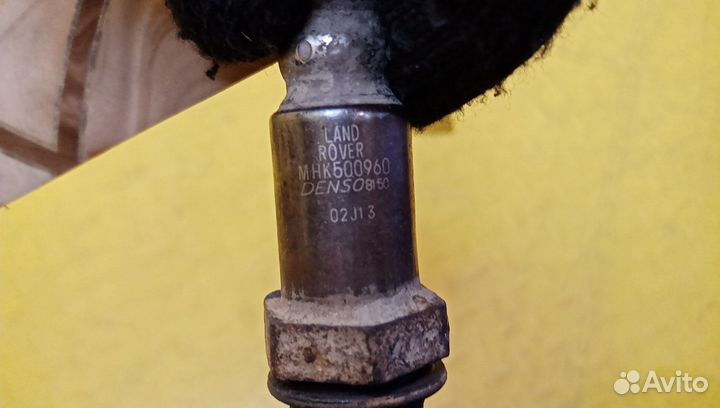 LAND
ROVER
MHK500960
DENSO 8150
02J13
Avito